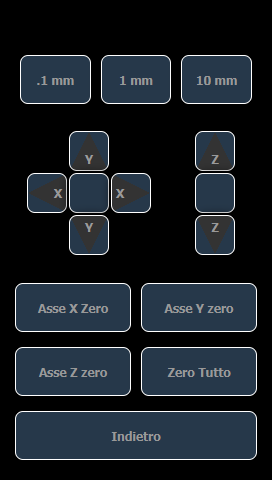 .1 mm 1 mm 10 mm
Y Z
X X
Y Z
Asse X Zero Asse Y zero
Asse Z zero Zero Tutto
Indietro